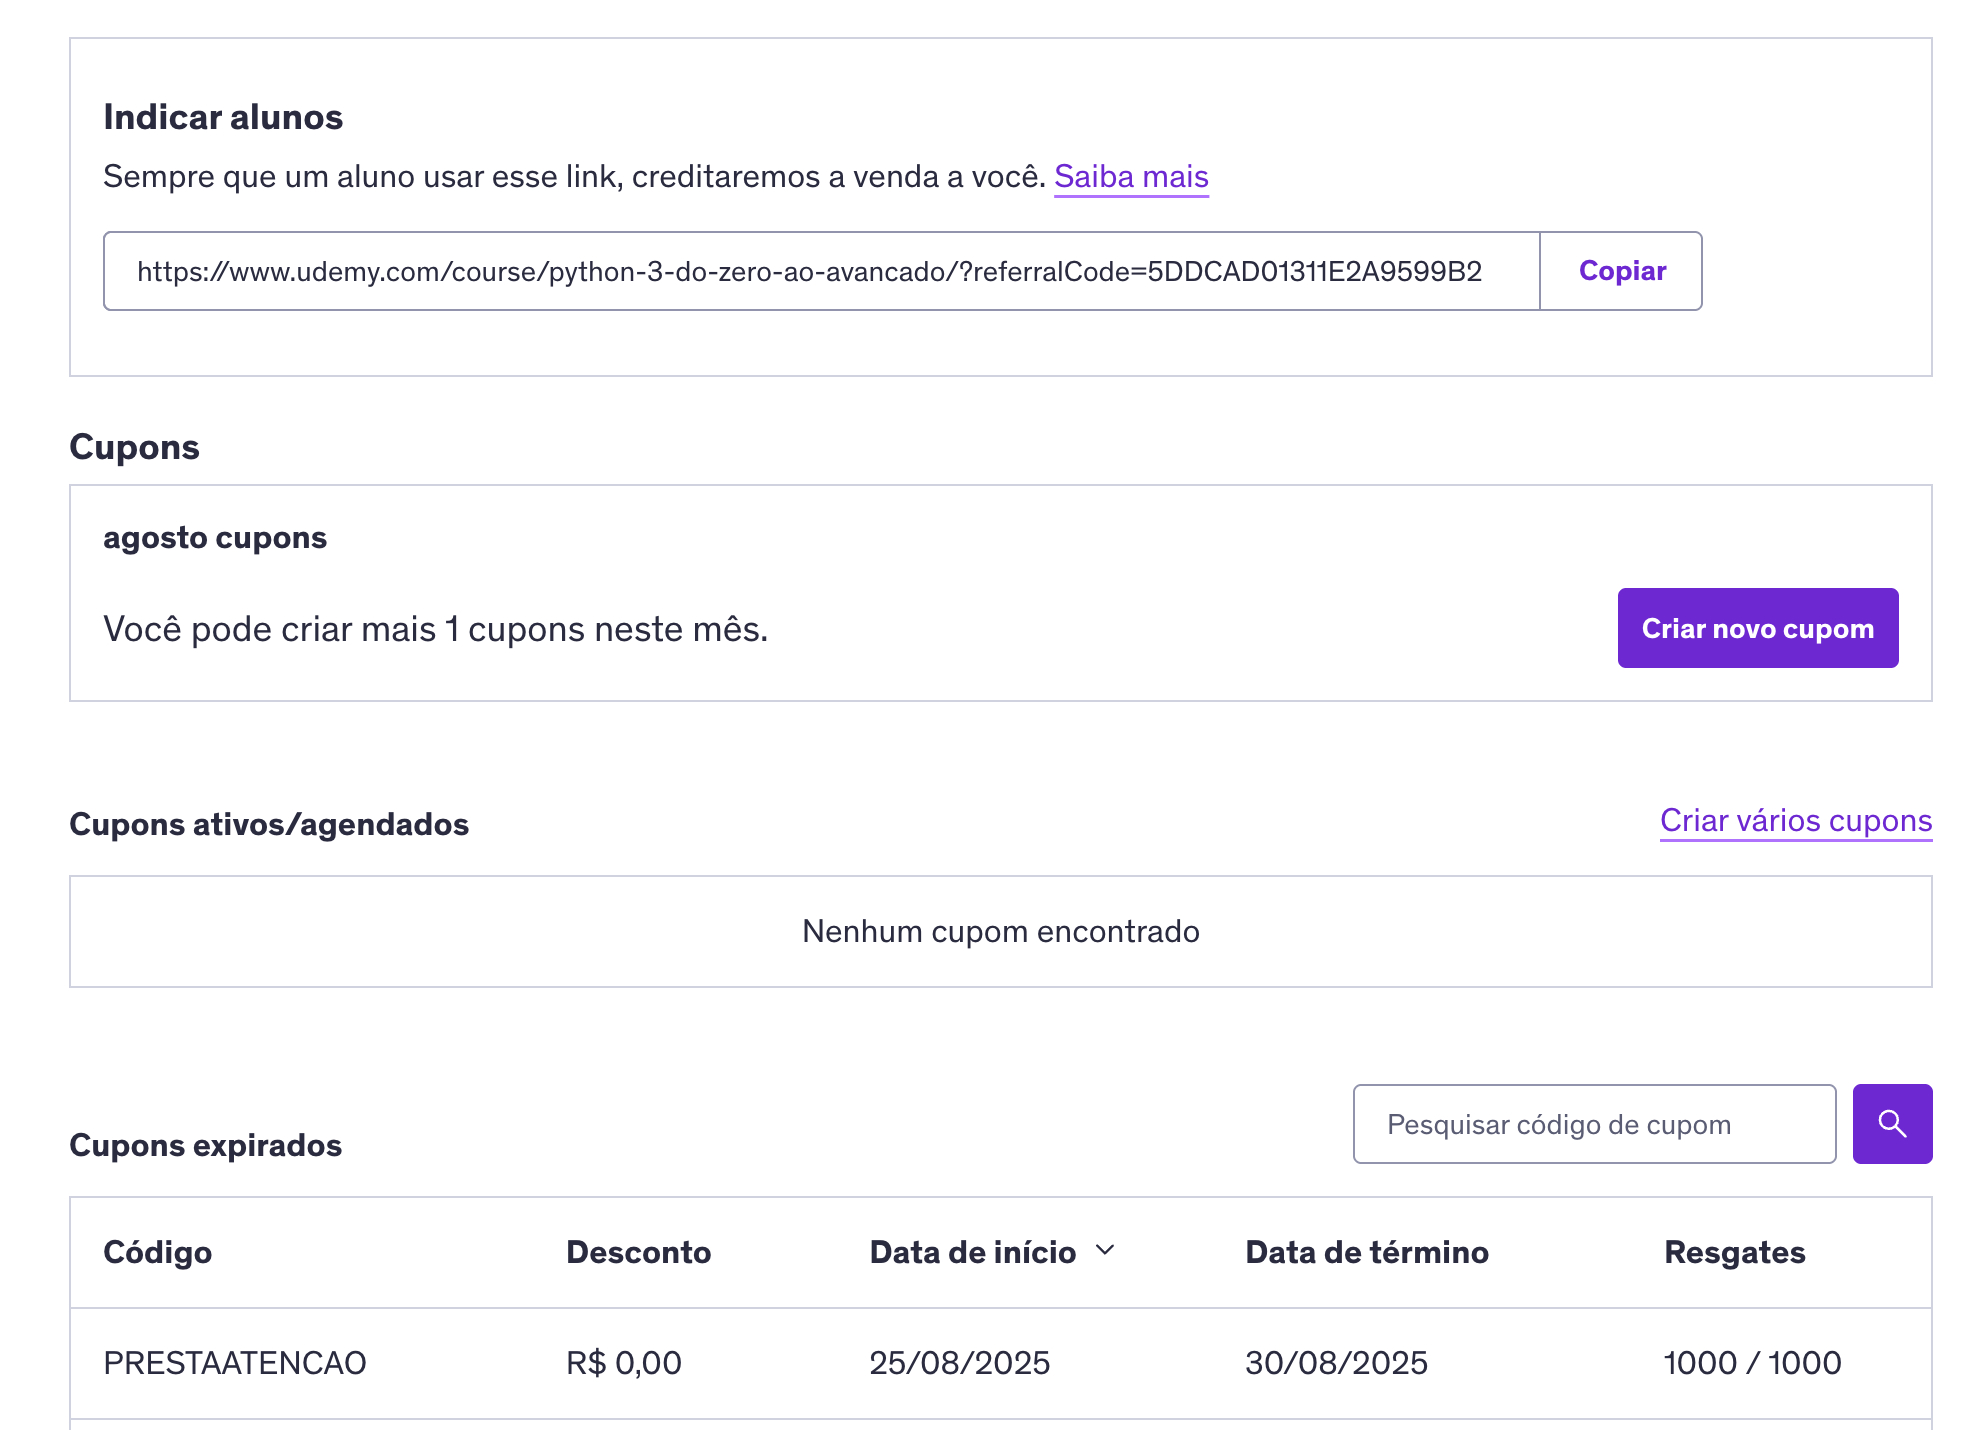 Indicar alunos
Sempre que um aluno usar esse link, creditaremos a venda a você. Saiba mais
https://www.udemy.com/course/python-3-do-zero-ao-avancado/?referralCode=5DDCAD01311E2A9599B2 Copiar
Cupons
agosto cupons
Você pode criar mais 1 cupons neste mês. Criar novo cupom
Cupons ativos/agendados Criar vários cupons
Nenhum cupom encontrado
Cupons expirados Pesquisar código de cupom
Código Desconto Data de início Data de término Resgates
PRESTAATENCAO R$ 0,00 25/08/2025 30/08/2025 1000 / 1000